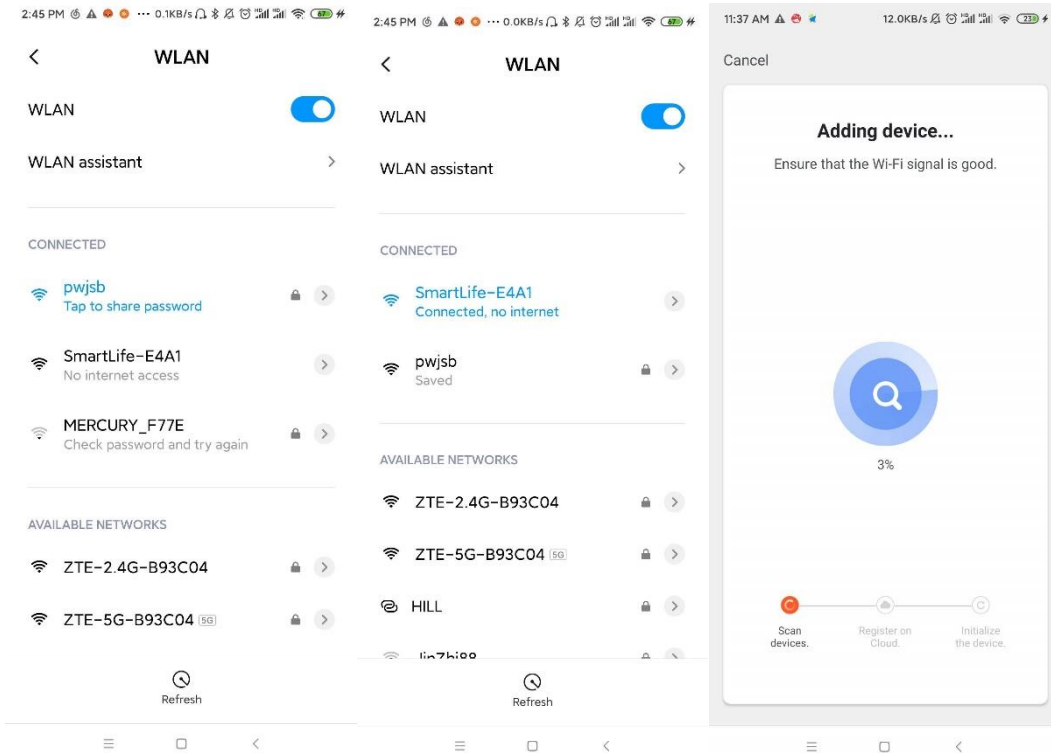 2:45 PM ··· 0.1KB/s 67
WLAN
WLAN
WLAN assistant
CONNECTED
pwjsb
Tap to share password
SmartLife-E4A1
No internet access
MERCURY_F77E
Check password and try again
AVAILABLE NETWORKS
ZTE-2.4G-B93C04
ZTE-5G-B93C04 5G
Refresh
2:45 PM ··· 0.0KB/s 67
WLAN
WLAN
WLAN assistant
CONNECTED
SmartLife-E4A1
Connected, no internet
pwjsb
Saved
AVAILABLE NETWORKS
ZTE-2.4G-B93C04
ZTE-5G-B93C04 5G
HILL
JinZhi88
Refresh
11:37 AM 12.0KB/s 23
Cancel
Adding device...
Ensure that the Wi-Fi signal is good.
3%
Scan
devices.
Register on
Cloud.
Initialize
the device.